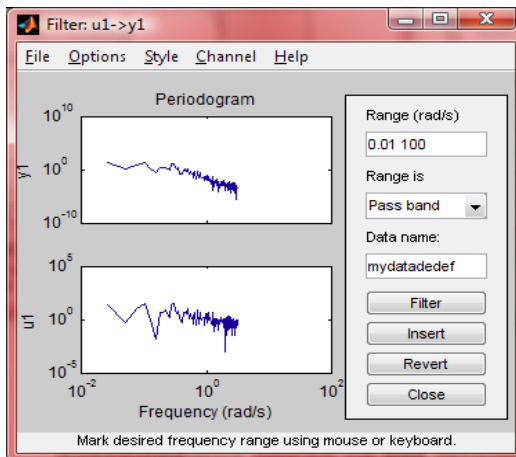 Filter: u1->y1
File Options Style Channel Help
Periodogram
10^10
10^0
10^-10
y1
10^5
10^0
10^-5
u1
10^-2 10^0 10^2
Frequency (rad/s)
Range (rad/s)
0.01 100
Range is
Pass band
Data name:
mydatadedef
Filter
Insert
Revert
Close
Mark desired frequency range using mouse or keyboard.